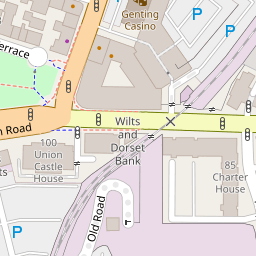 Genting
Casino
P
P
P
errace
Wilts
and
Dorset
Bank
n Road
100
Union
Castle
House
85
Charter
House
ts
P
Old Road